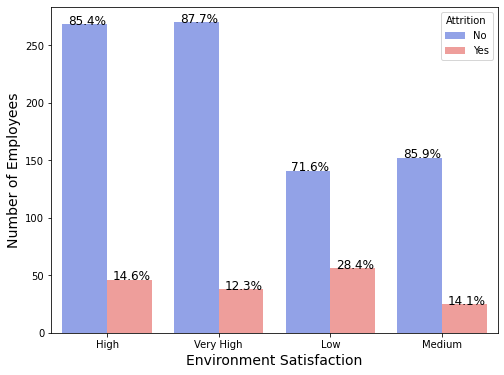 85.4%
87.7%
Attrition
No
Yes
250
200
150
100
50
0
71.6%
85.9%
14.6%
12.3%
28.4%
14.1%
Number of Employees
High
Very High
Low
Medium
Environment Satisfaction